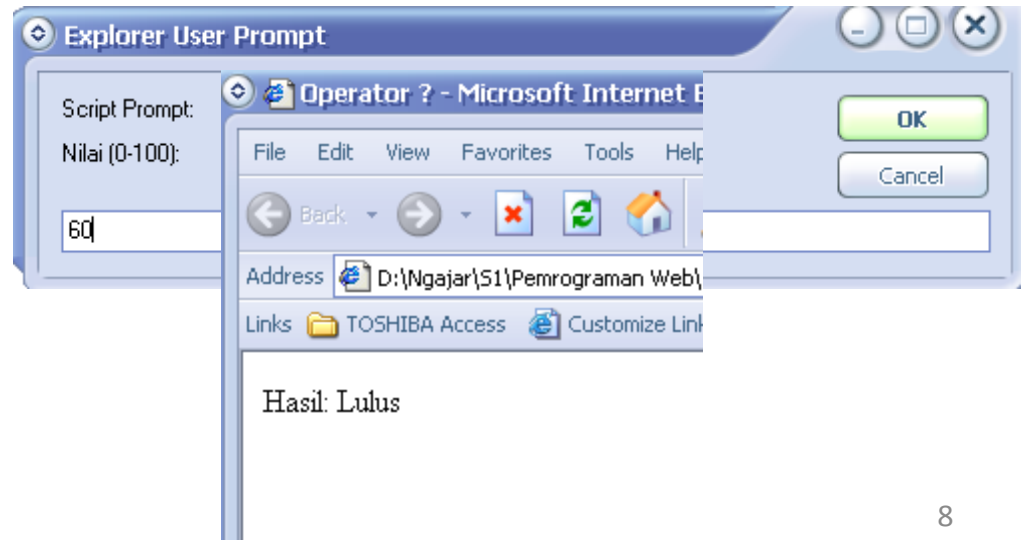 Explorer User Prompt
Script Prompt:
Nilai (0-100):
OK
Cancel
60
Operator ? - Microsoft Internet
File Edit View Favorites Tools Help
Back
Address D:\Ngajar\S1\Pemrograman Web\
Links TOSHIBA Access Customize Link
Hasil: Lulus
8